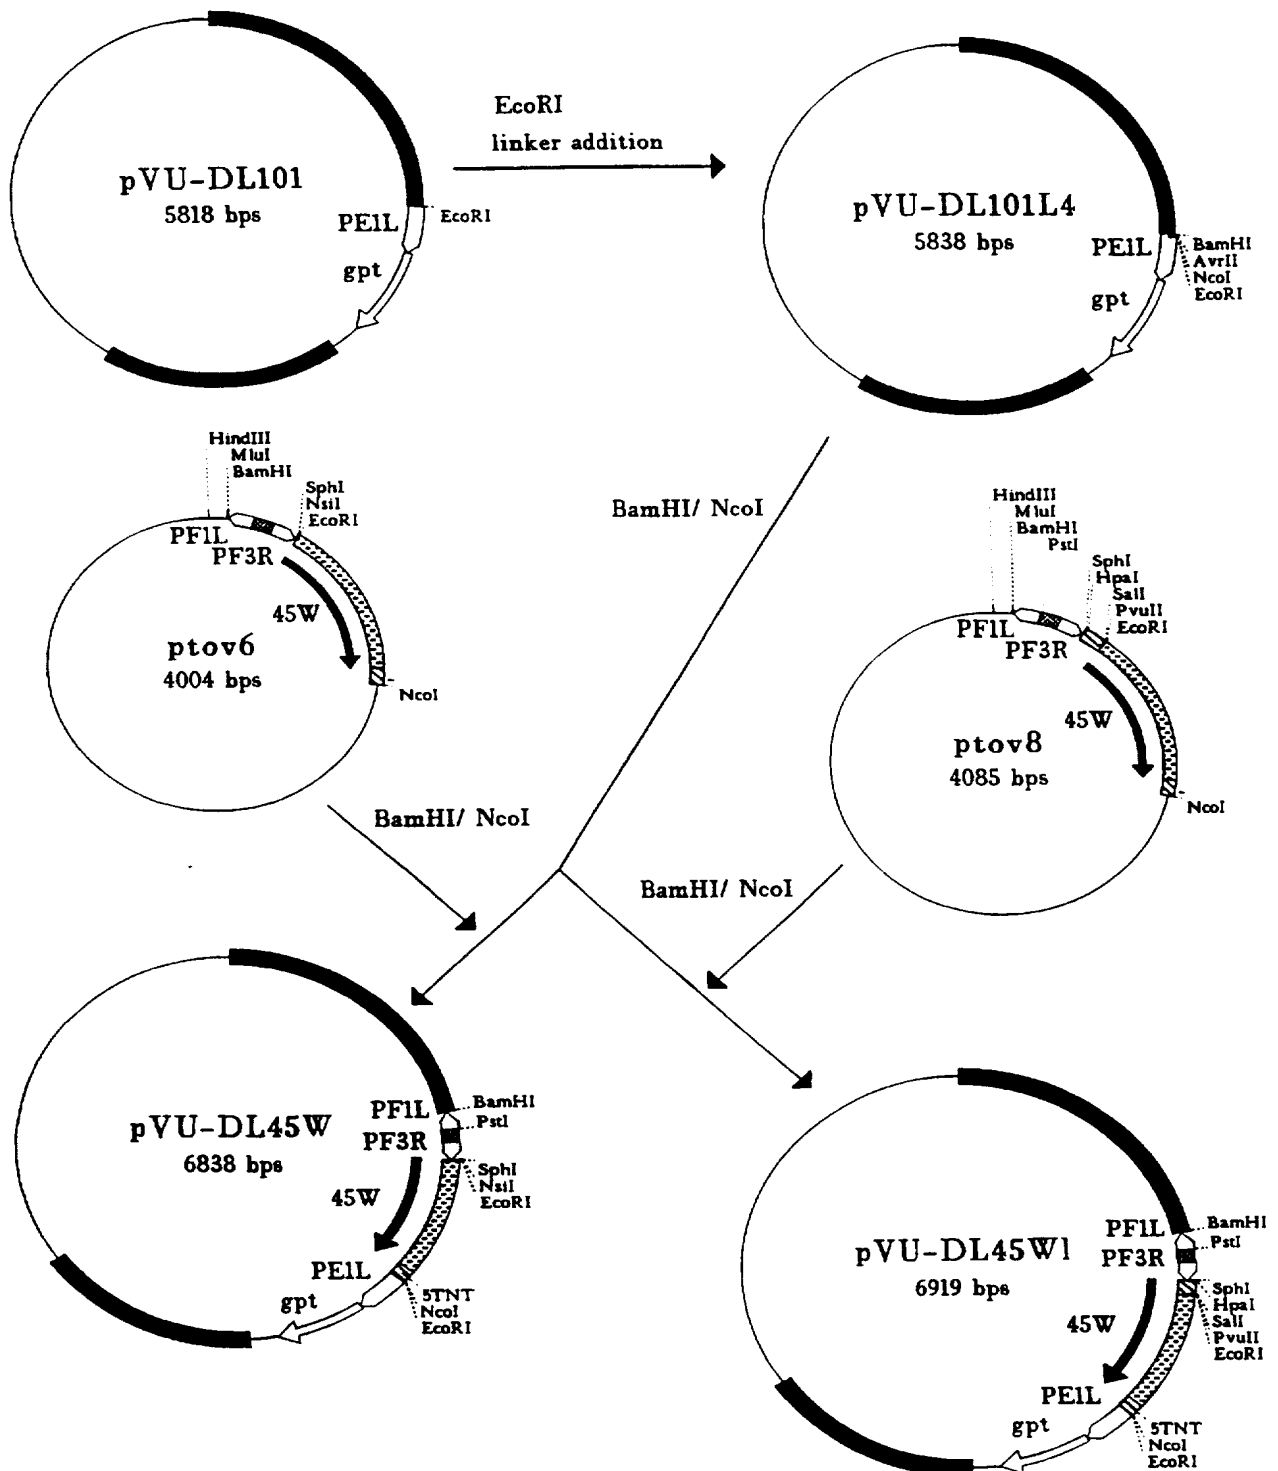 pVU-DL101
5818 bps
PE1L
gpt
EcoRI
EcoRI
linker addition
pVU-DL101L4
5838 bps
PE1L
gpt
BamHI
AvrII
NcoI
EcoRI
HindIII
MluI
BamHI
SphI
NsiI
EcoRI
PF1L
PF3R
45W
ptov6
4004 bps
NcoI
BamHI/ NcoI
HindIII
MluI
BamHI
PstI
SphI
HpaI
SalI
PvuII
EcoRI
PF1L
PF3R
45W
ptov8
4085 bps
NcoI
BamHI/ NcoI
BamHI/ NcoI
pVU-DL45W
6838 bps
PF1L
PF3R
45W
PE1L
gpt
BamHI
PstI
SphI
NsiI
EcoRI
5TNT
NcoI
EcoRI
pVU-DL45W1
6919 bps
PF1L
PF3R
45W
PE1L
gpt
BamHI
PstI
SphI
HpaI
SalI
PvuII
EcoRI
5TNT
NcoI
EcoRI